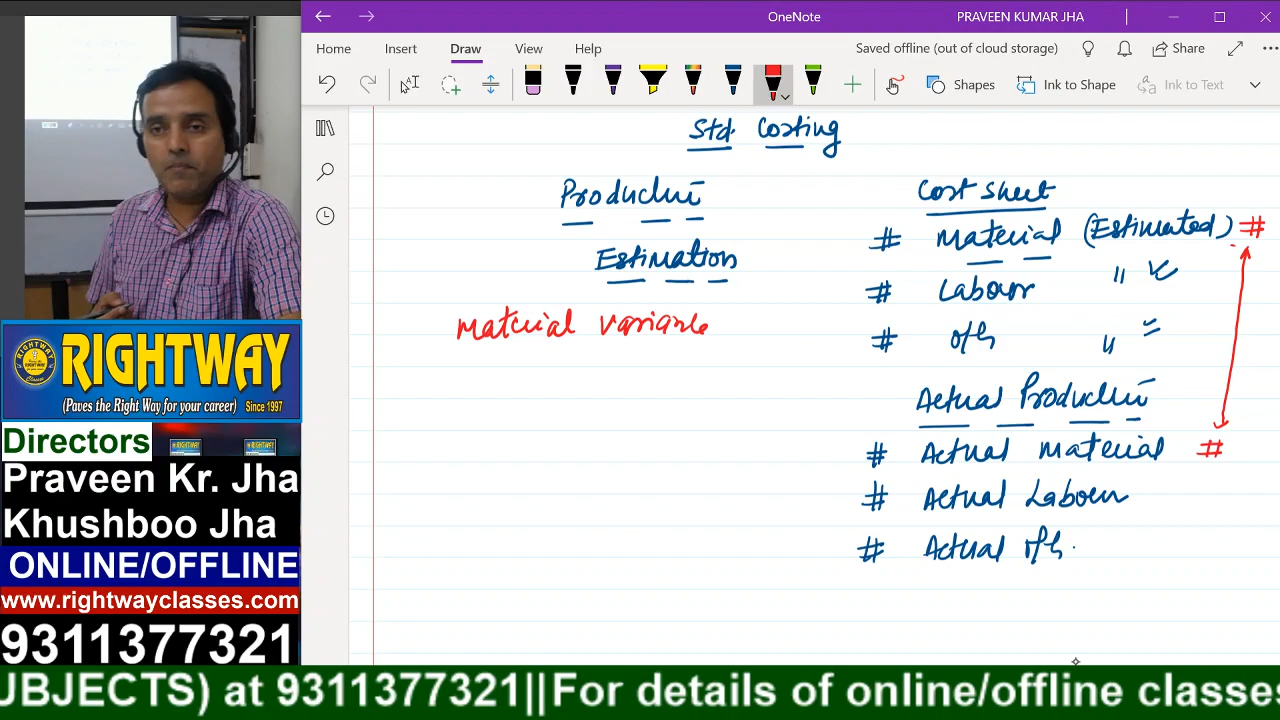 OneNote
PRAVEEN KUMAR JHA
Home Insert Draw View Help
Saved offline (out of cloud storage)
Share
Shapes
Ink to Shape
Ink to Text
Std. Costing
Estimation
Material variance
Cost Sheet
# Material (Estimated) #
# Labour " ✓
# o/h "
Actual
# Actual Material #
# Actual Labour
# Actual o/h.
RIGHTWAY
(Paves the Right Way for your career) Since 1997
Directors
Praveen Kr. Jha
Khushboo Jha
ONLINE/OFFLINE
www.rightwayclasses.com
9311377321
UBJECTS) at 9311377321||For details of online/offline classe